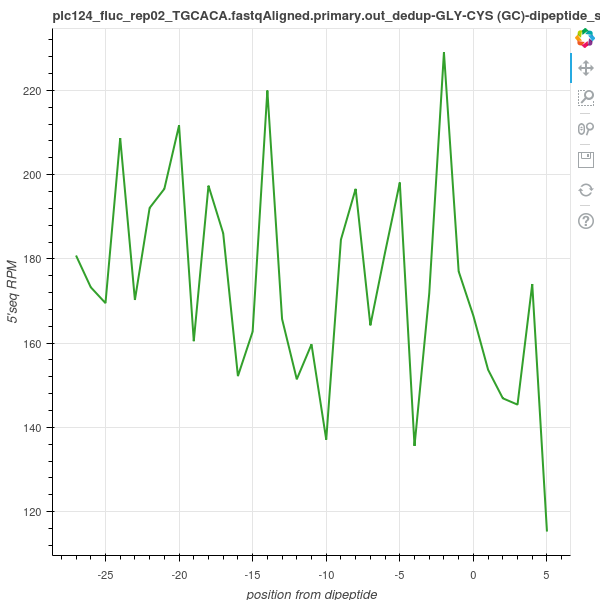 plc124_fluc_rep02_TGCACA.fastqAligned.primary.out_dedup-GLY-CYS (GC)-dipeptide_s
220
200
180
160
140
120
5'seq RPM
-25 -20 -15 -10 -5 0 5
position from dipeptide